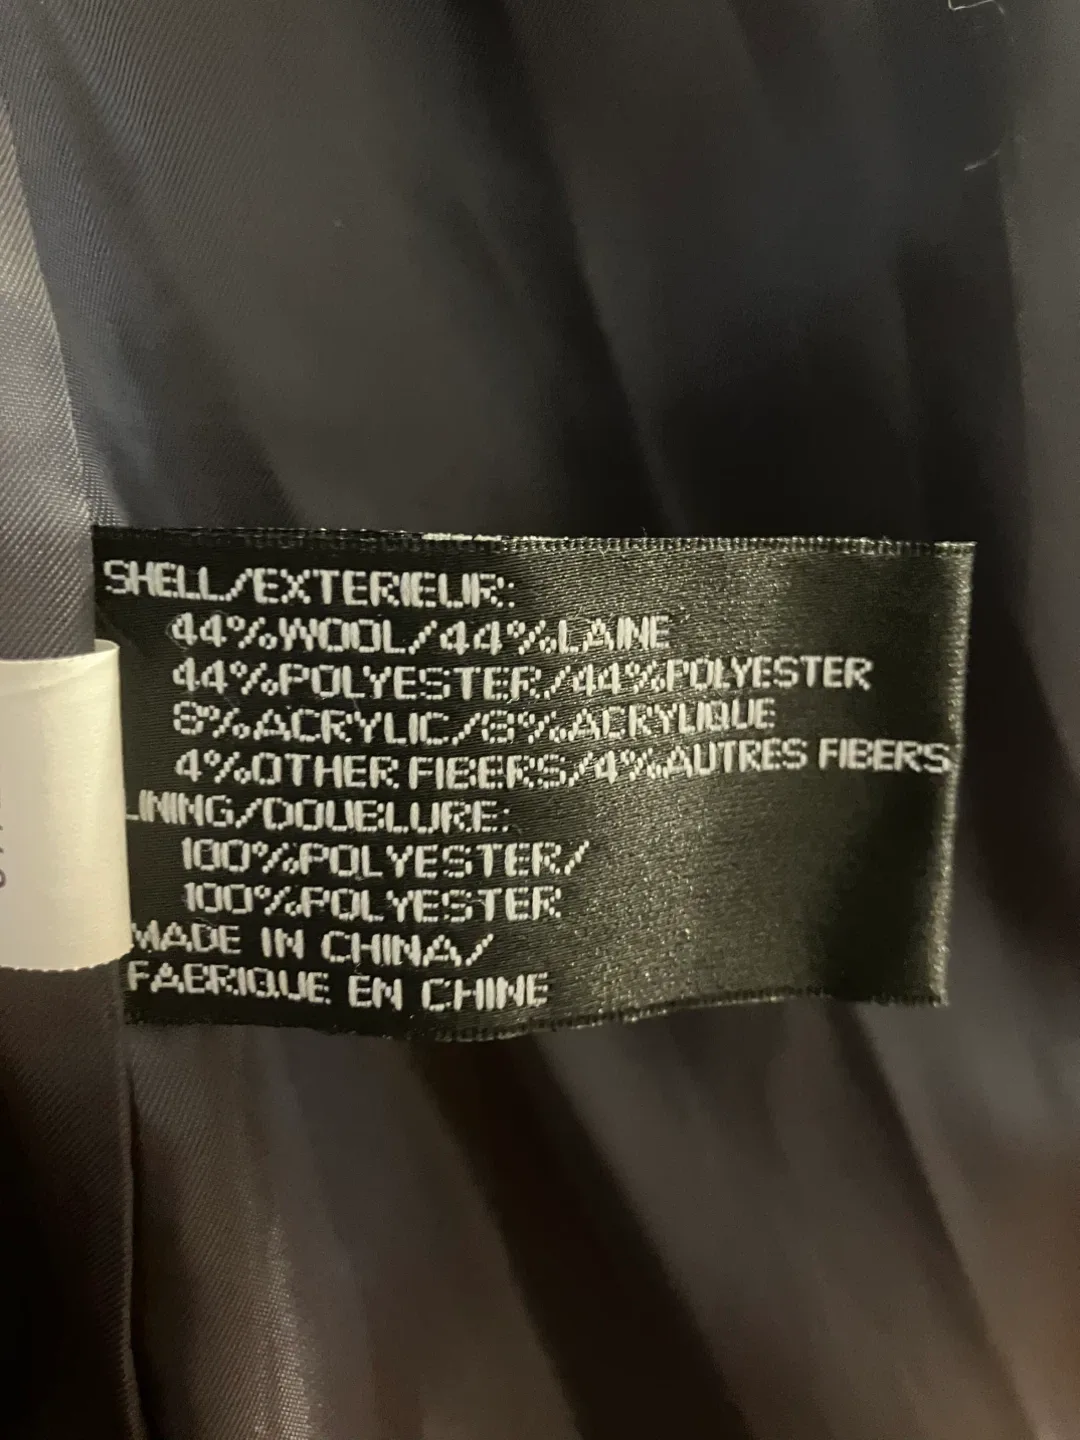 SHELL/EXTERIEUR:
44%WOOL/44%LAINE
44%POLYESTER/44%POLYESTER
8%ACRYLIC/8%ACRYLIQUE
4%OTHER FIBERS/4%AUTRES FIBERS
LINING/DOUBLURE:
100%POLYESTER/
100%POLYESTER
MADE IN CHINA/
FABRIQUE EN CHINE